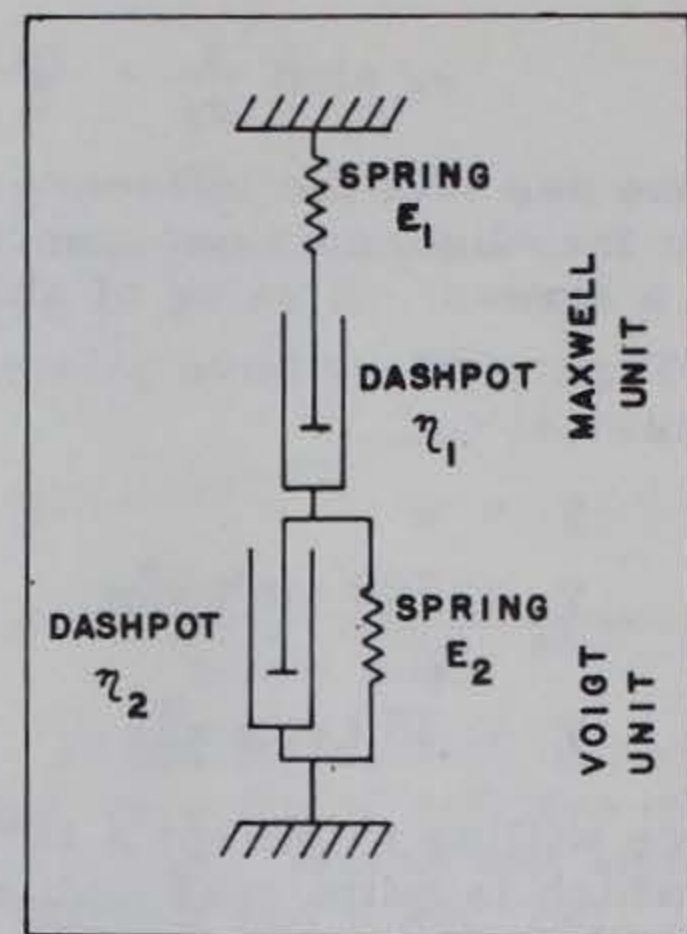 SPRING
E₁
DASHPOT
η₁
MAXWELL
UNIT
DASHPOT
η₂
SPRING
E₂
VOIGT
UNIT